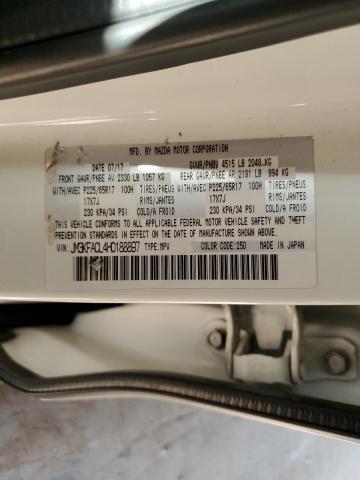 MFD. BY MAZDA MOTOR CORPORATION
DATE 07/17 GVWR/PNBV 4515 LB 2048.KG
FRONT GAWR/PNBE AV 2330 LB 1057 KG REAR GAWR/PNBE AR 2191 LB 994 KG
WITH/AVEC P225/65R17 100H TIRES/PNEUS WITH/AVEC P225/65R17 100H TIRES/PNEUS
17X7J RIMS/JANTES 17X7J RIMS/JANTES
230 KPA/34 PSI COLD/A FROID 230 KPA/34 PSI COLD/A FROID
THIS VEHICLE CONFORMS TO ALL APPLICABLE FEDERAL MOTOR VEHICLE SAFETY, BUMPER AND THEFT
PREVENTION STANDARDS IN EFFECT ON THE DATE OF MANUFACTURE SHOWN ABOVE.
VIN: JM3KFACL4H0188897 TYPE:MPV COLOR CODE:25D MADE IN JAPAN